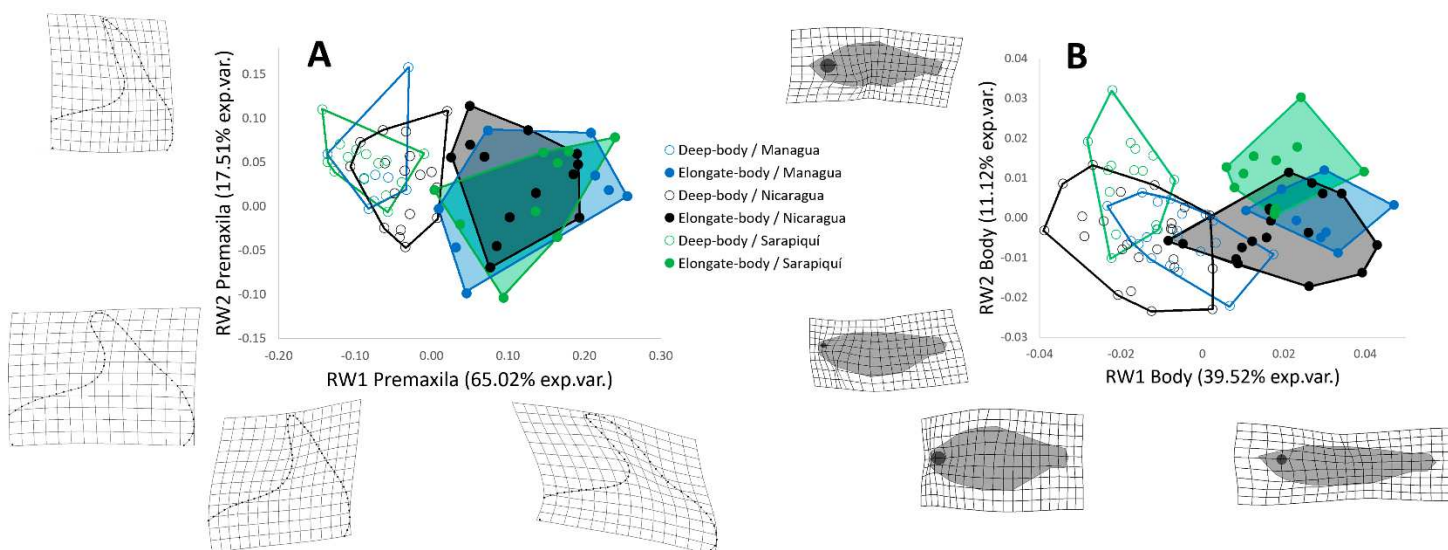 A
RW2 Premaxila (17.51% exp.var.)
0.15
0.10
0.05
0.00
-0.05
-0.10
-0.15
-0.20
-0.10
0.00
0.10
0.20
0.30
RW1 Premaxila (65.02% exp.var.)
Deep-body / Managua
Elongate-body / Managua
Deep-body / Nicaragua
Elongate-body / Nicaragua
Deep-body / Sarapiquí
Elongate-body / Sarapiquí
B
RW2 Body (11.12% exp.var.)
0.04
0.03
0.02
0.01
0.00
-0.01
-0.02
-0.03
-0.04
-0.02
0
0.02
0.04
RW1 Body (39.52% exp.var.)